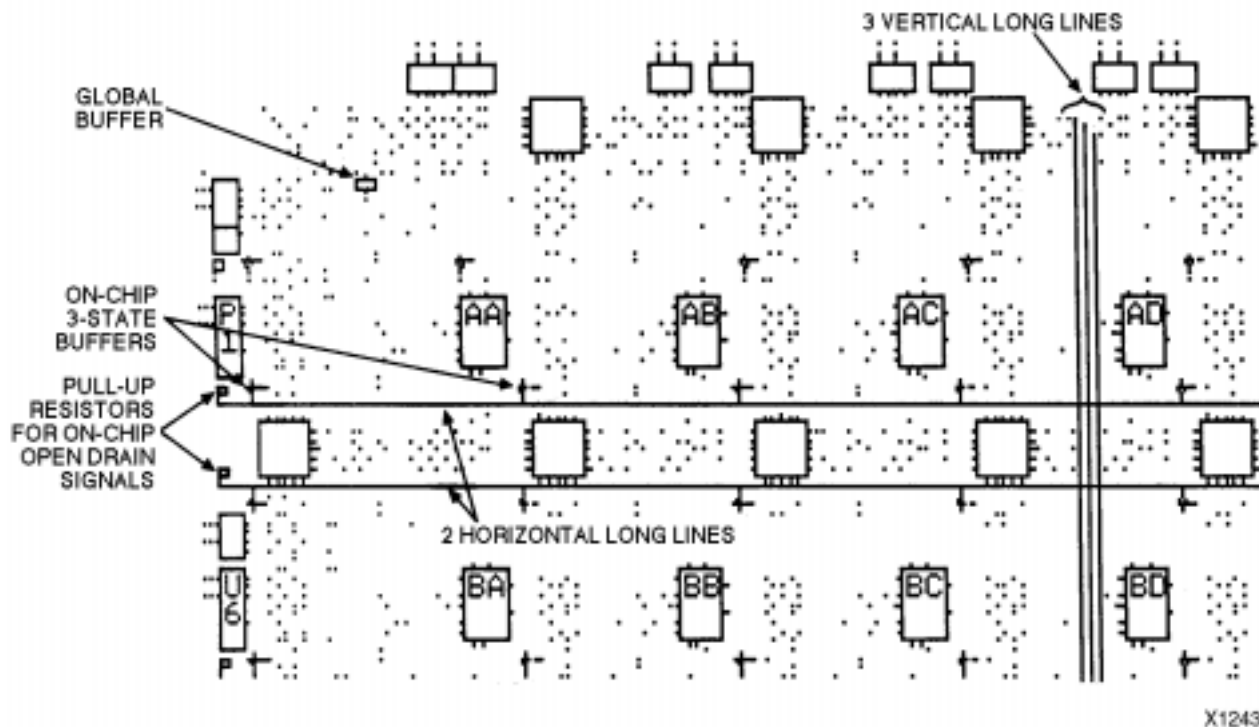 3 VERTICAL LONG LINES
GLOBAL
BUFFER
ON-CHIP
3-STATE
BUFFERS
P
1
AA
AB
AC
AD
PULL-UP
RESISTORS
FOR ON-CHIP
OPEN DRAIN
SIGNALS
2 HORIZONTAL LONG LINES
U
6
BA
BB
BC
BD
X1243